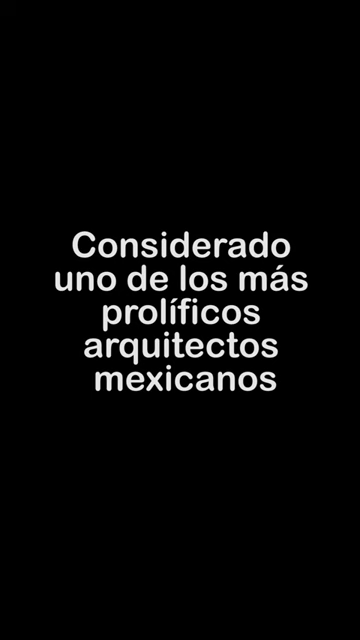 Considerado
uno de los más
prolíficos
arquitectos
mexicanos